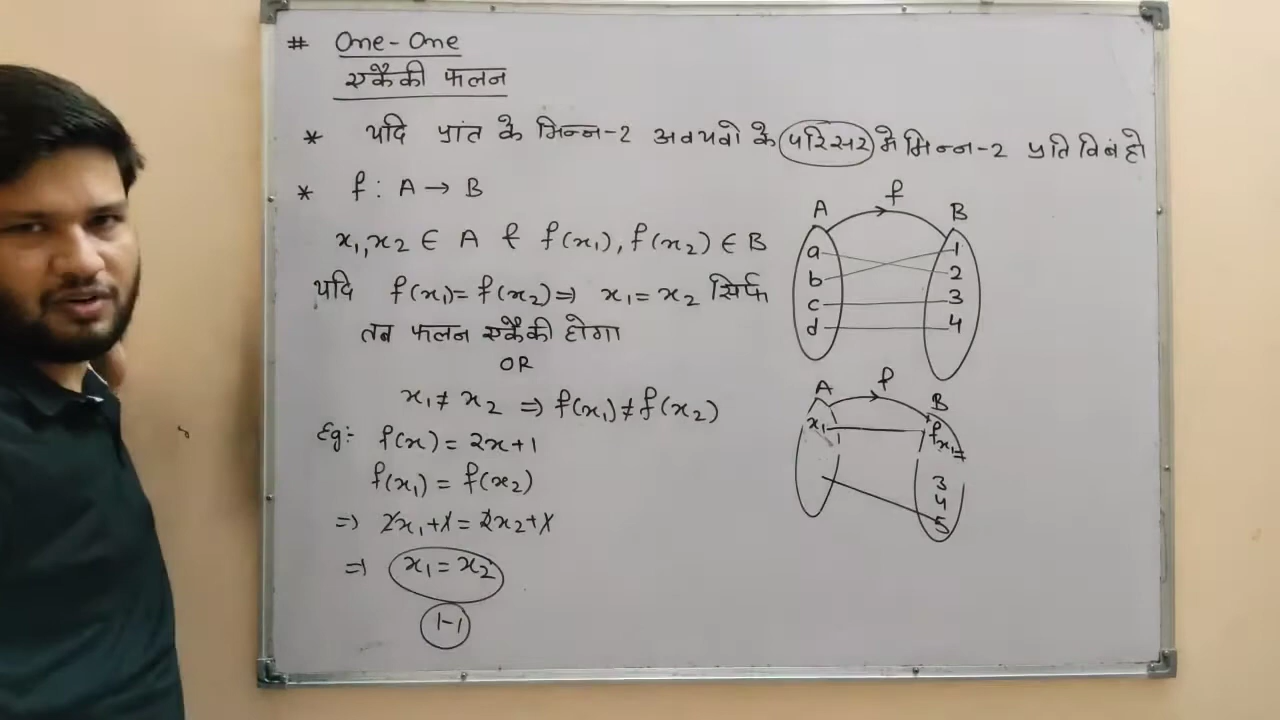 # One-One
एकैकी फलन
* यदि प्रांत के भिन्न-2 अवयवो के परिसर मे भिन्न-2 प्रतिविबं हो
* f : A → B
x₁,x₂ ∈ A & f(x₁), f(x₂) ∈ B
यदि f(x₁) = f(x₂) ⇒ x₁ = x₂ सिर्फ
तब फलन एकैकी होगा
OR
x₁ ≠ x₂ ⇒ f(x₁) ≠ f(x₂)
Eg:- f(x) = 2x+1
f(x₁) = f(x₂)
⇒ 2x₁+1 = 2x₂+1
⇒ x₁ = x₂
1-1
f
A B
a 1
b 2
c 3
d 4
f
A B
x₁ fx₁=
3
4
5